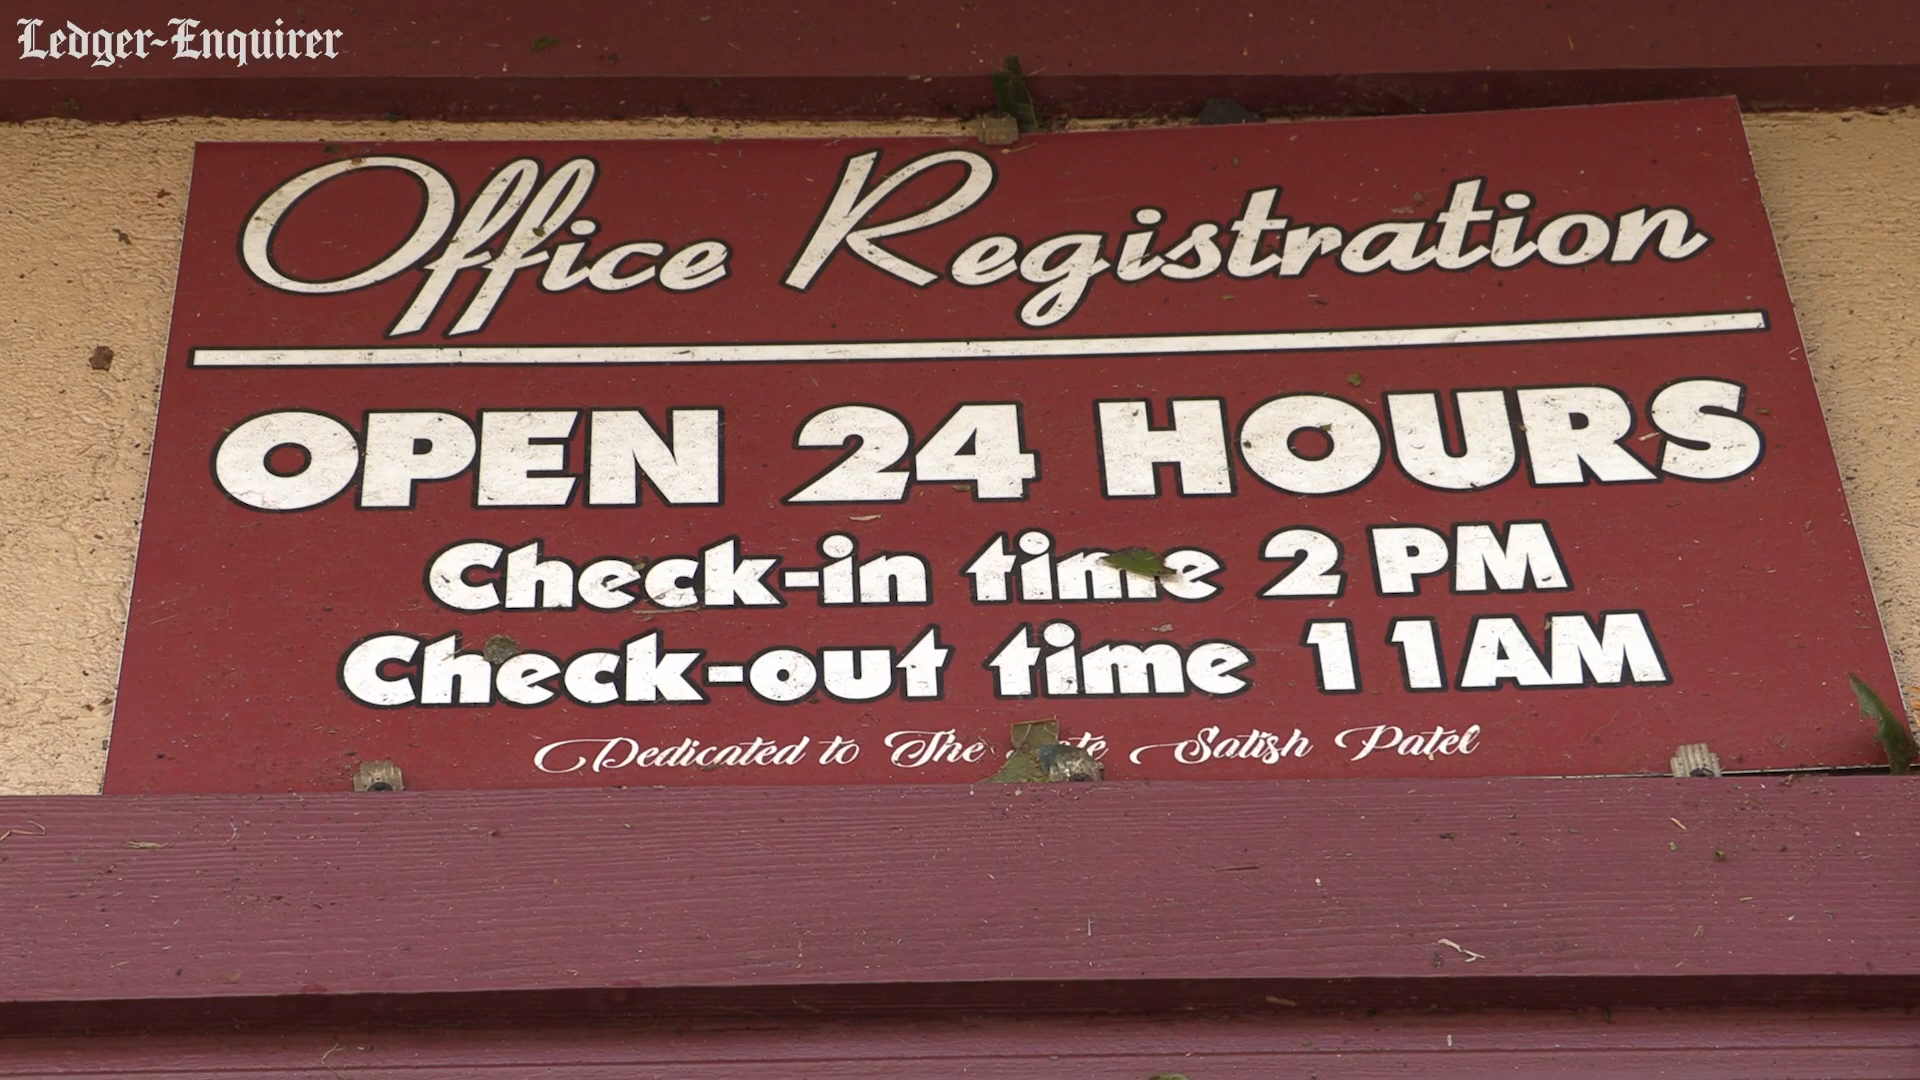 Ledger-Enquirer
Office Registration
OPEN 24 HOURS
Check-in time 2 PM
Check-out time 11AM
Dedicated to The Satish Patel